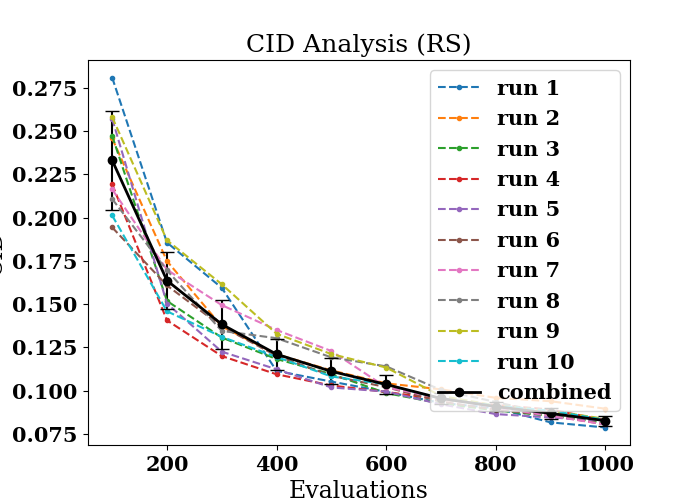 CID Analysis (RS)
0.275
0.250
0.225
0.200
0.175
0.150
0.125
0.100
0.075
run 1
run 2
run 3
run 4
run 5
run 6
run 7
run 8
run 9
run 10
combined
200
400
600
800
1000
Evaluations